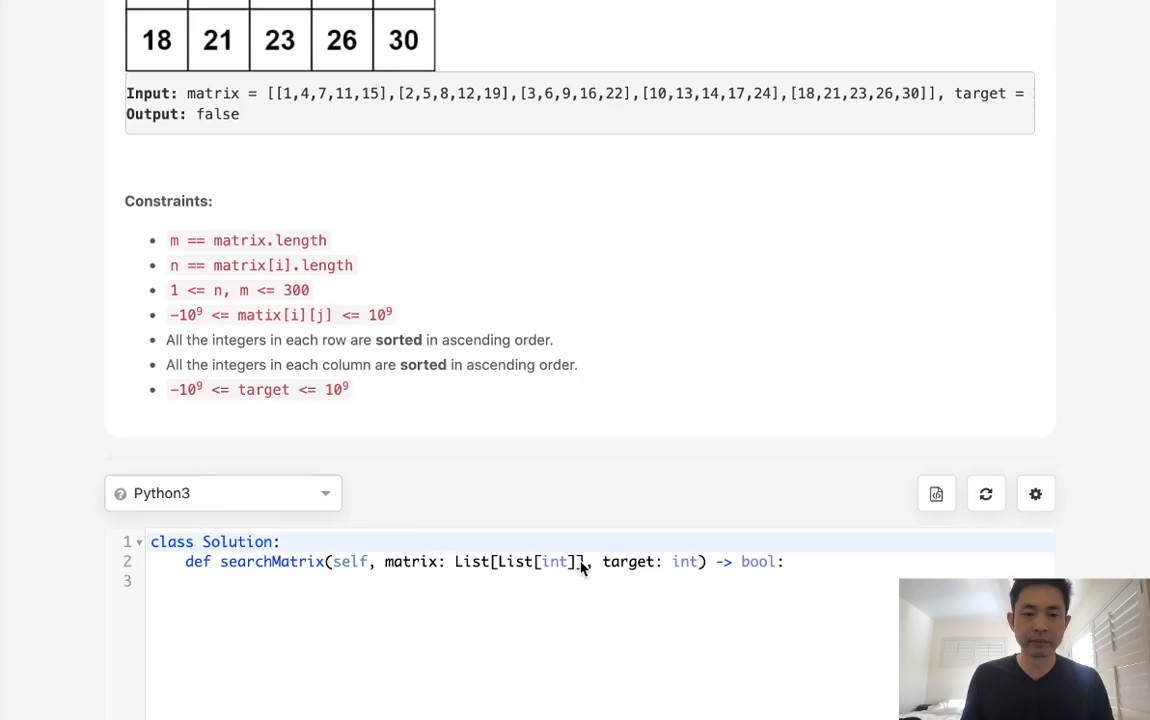 18 21 23 26 30
Input: matrix = [[1,4,7,11,15],[2,5,8,12,19],[3,6,9,16,22],[10,13,14,17,24],[18,21,23,26,30]], target =
Output: false
Constraints:
m == matrix.length
n == matrix[i].length
1 <= n, m <= 300
-10⁹ <= matix[i][j] <= 10⁹
All the integers in each row are sorted in ascending order.
All the integers in each column are sorted in ascending order.
-10⁹ <= target <= 10⁹
Python3
1 class Solution:
2 def searchMatrix(self, matrix: List[List[int]], target: int) -> bool:
3